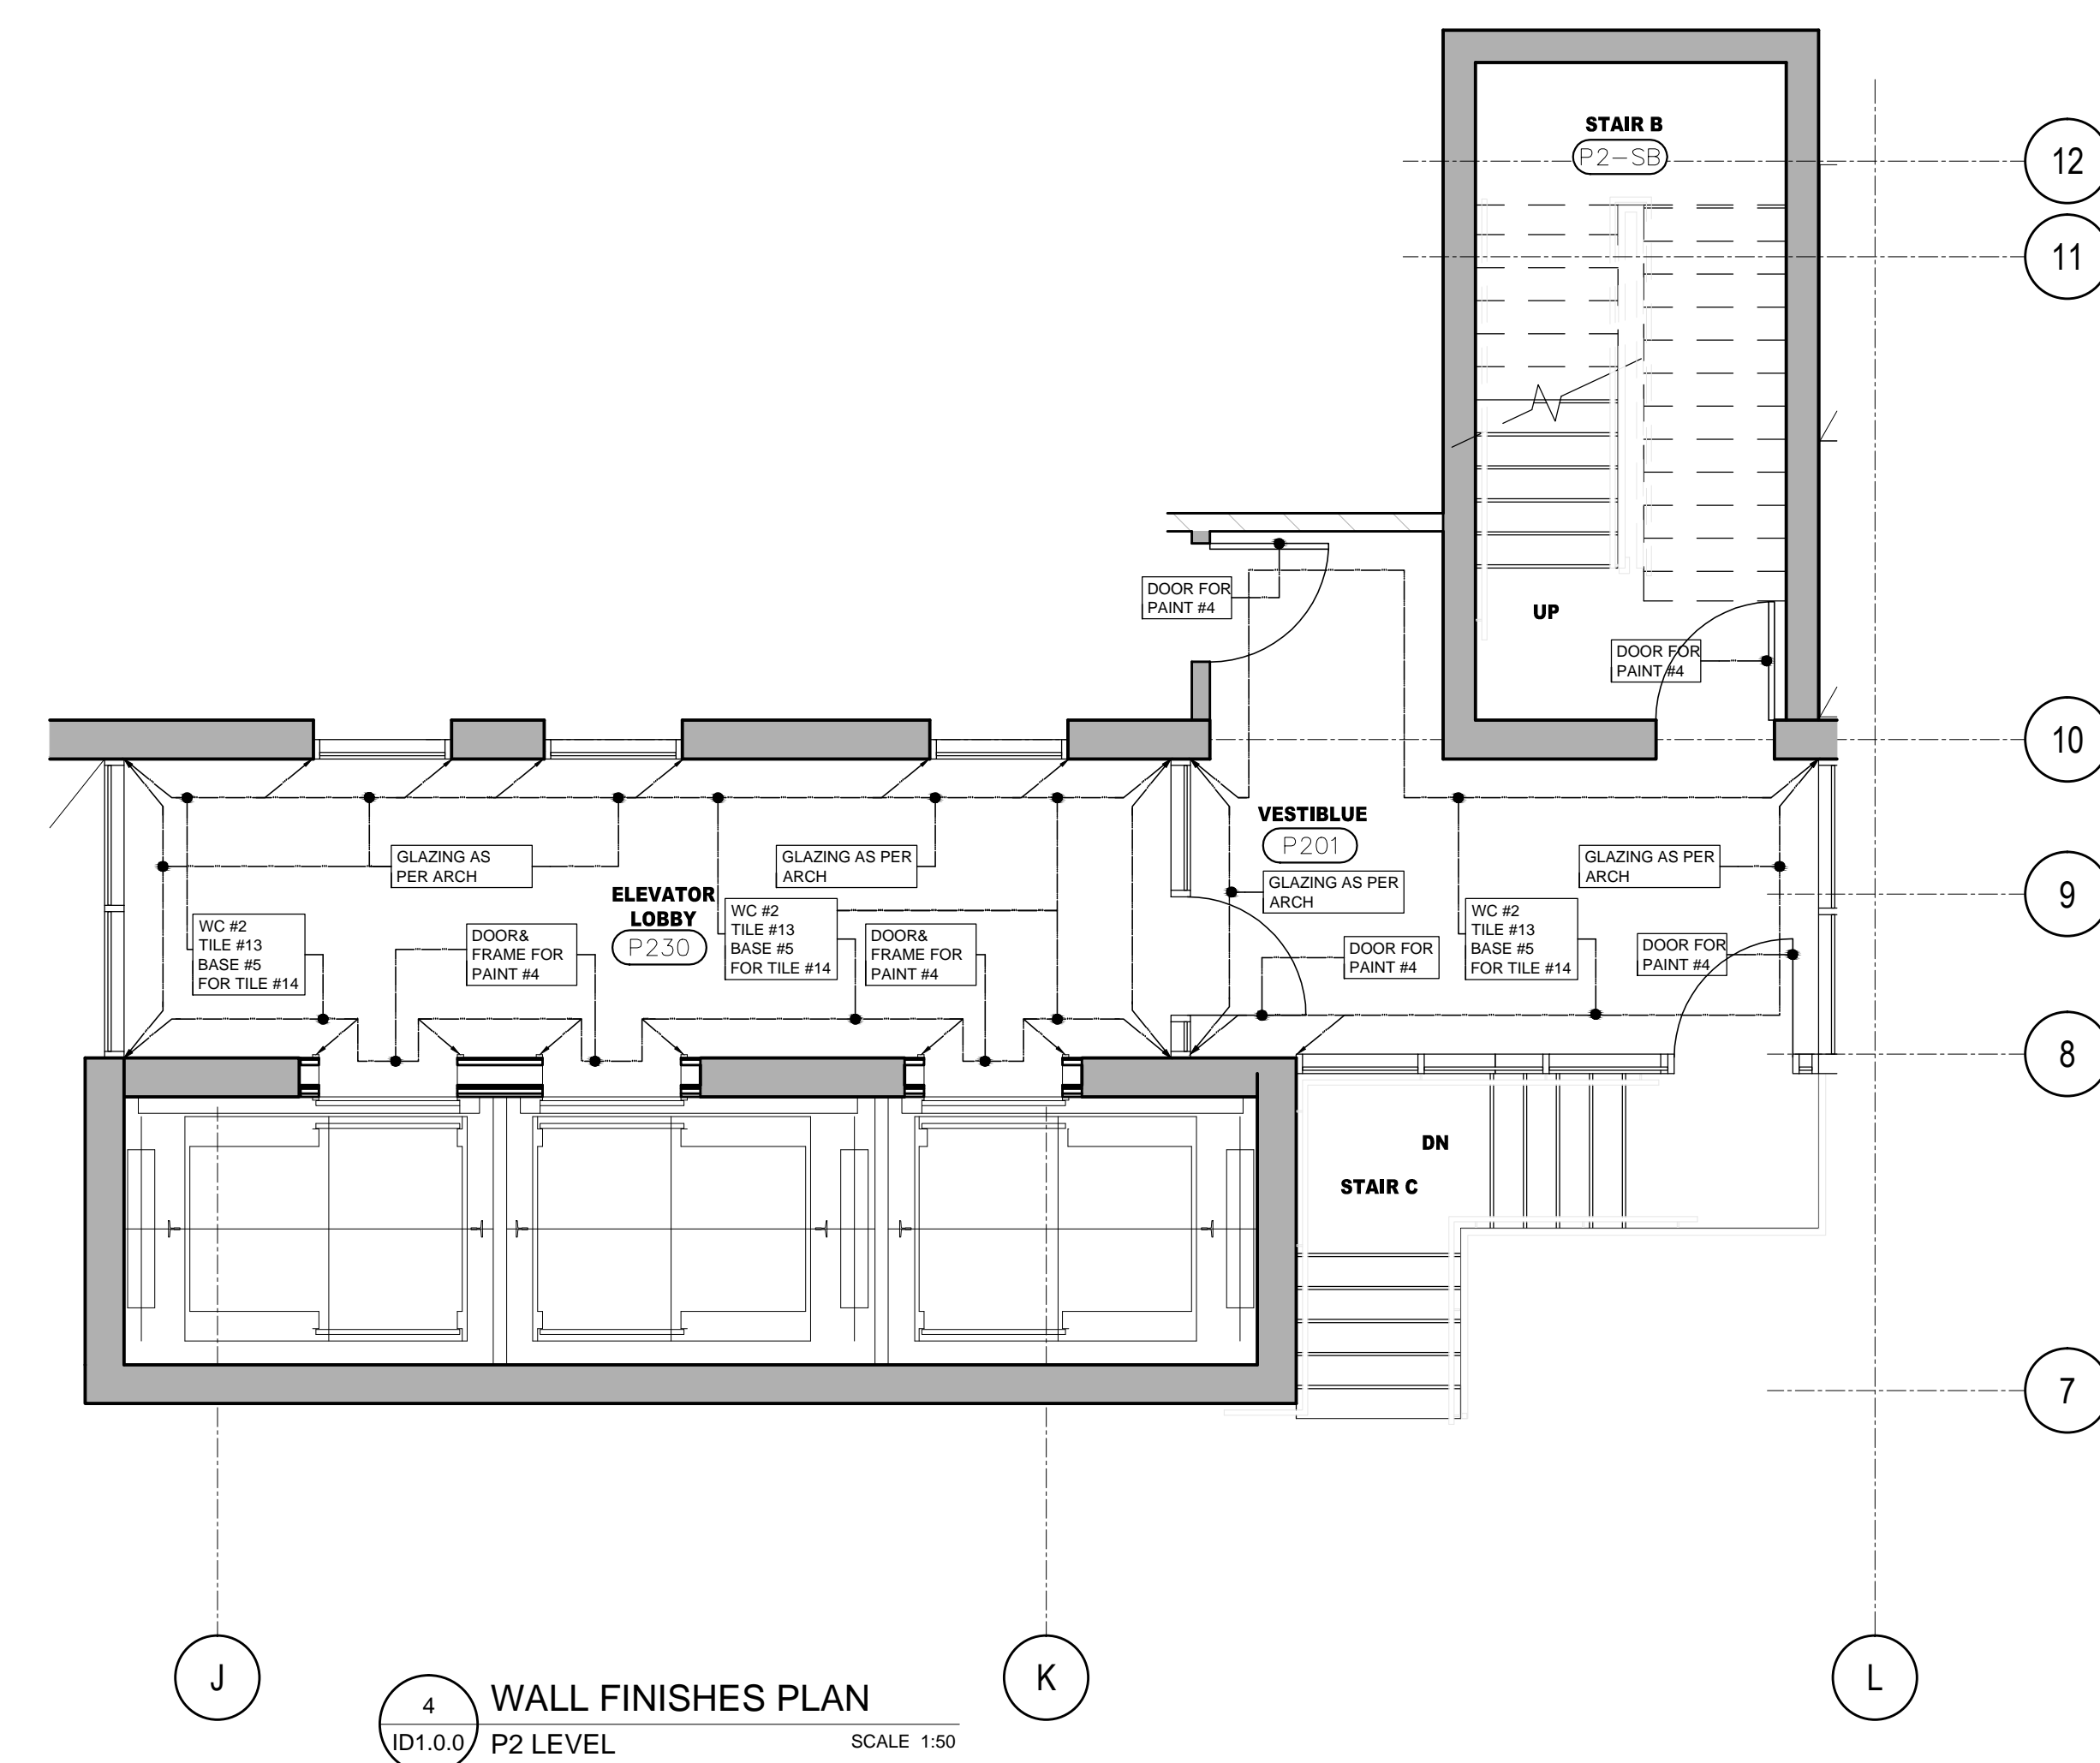 STAIR B
P2-SB
12
11
DOOR FOR
PAINT #4
UP
DOOR FOR
PAINT #4
10
VESTIBLUE
P201
GLAZING AS
PER ARCH
GLAZING AS PER
ARCH
GLAZING AS PER
ARCH
GLAZING AS PER
ARCH
9
ELEVATOR
LOBBY
P230
WC #2
TILE #13
BASE #5
FOR TILE #14
DOOR&
FRAME FOR
PAINT #4
WC #2
TILE #13
BASE #5
FOR TILE #14
DOOR&
FRAME FOR
PAINT #4
DOOR FOR
PAINT #4
WC #2
TILE #13
BASE #5
FOR TILE #14
DOOR FOR
PAINT #4
8
DN
STAIR C
7
J
K
L
4
ID1.0.0
WALL FINISHES PLAN
P2 LEVEL
SCALE 1:50